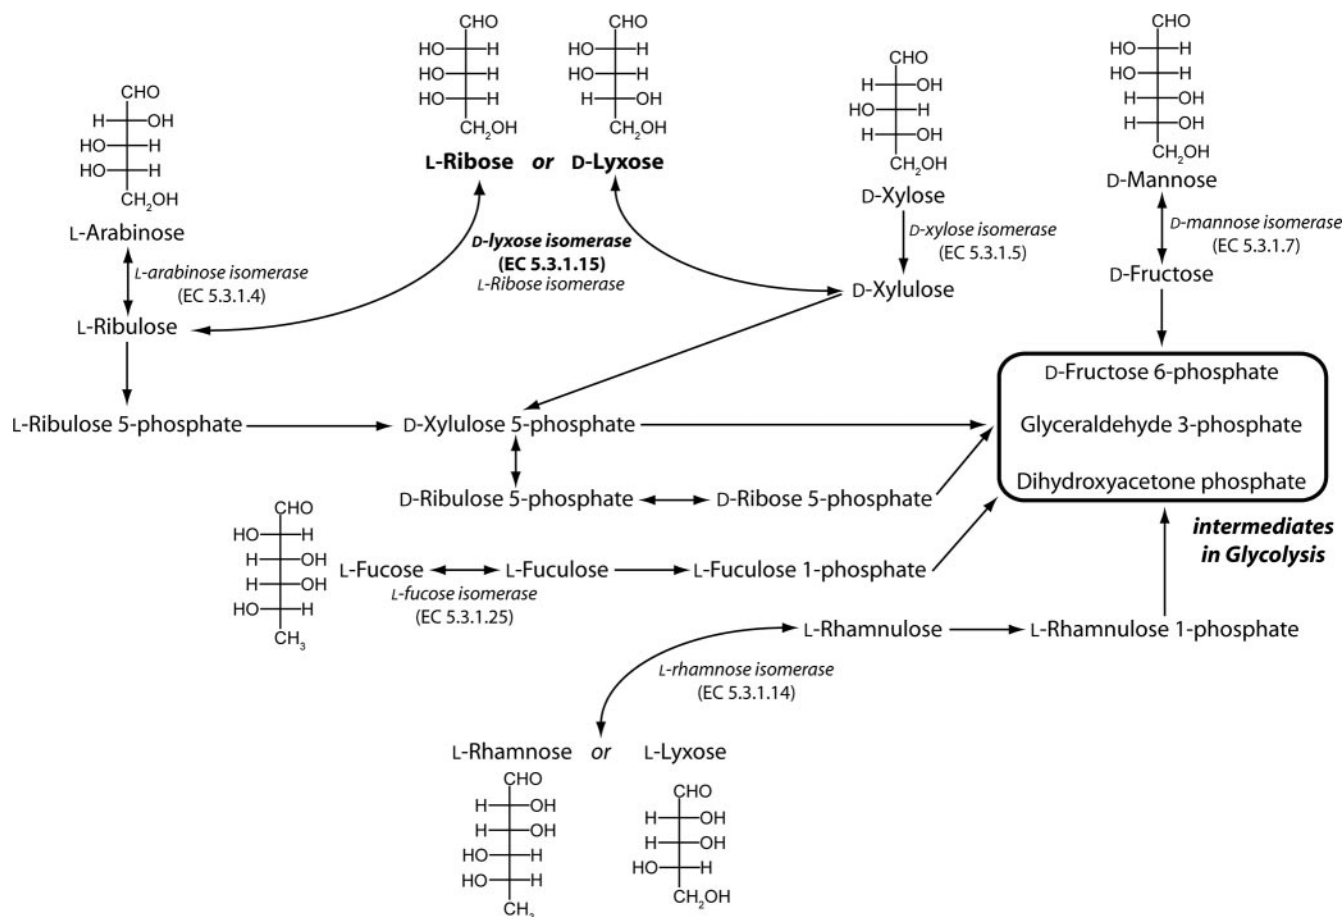 CHO
HO H
HO H
HO H
CH2OH
CHO
HO H
HO H
H OH
CH2OH
L-Ribose or D-Lyxose
CHO
H OH
HO H
HO H
CH2OH
L-Arabinose
CHO
H OH
HO H
H OH
CH2OH
D-Xylose
CHO
HO H
HO H
H OH
H OH
CH2OH
D-Mannose
L-arabinose isomerase
(EC 5.3.1.4)
D-lyxose isomerase
(EC 5.3.1.15)
L-Ribose isomerase
D-xylose isomerase
(EC 5.3.1.5)
D-mannose isomerase
(EC 5.3.1.7)
L-Ribulose
D-Xylulose
D-Fructose
L-Ribulose 5-phosphate
D-Xylulose 5-phosphate
D-Fructose 6-phosphate
Glyceraldehyde 3-phosphate
Dihydroxyacetone phosphate
intermediates
in Glycolysis
D-Ribulose 5-phosphate
D-Ribose 5-phosphate
CHO
HO H
H OH
H OH
HO H
CH3
L-Fucose
L-Fuculose
L-Fuculose 1-phosphate
L-fucose isomerase
(EC 5.3.1.25)
L-Rhamnulose
L-Rhamnulose 1-phosphate
L-rhamnose isomerase
(EC 5.3.1.14)
L-Rhamnose or L-Lyxose
CHO
H OH
H OH
HO H
HO H
CH3
CHO
H OH
H OH
HO H
CH2OH